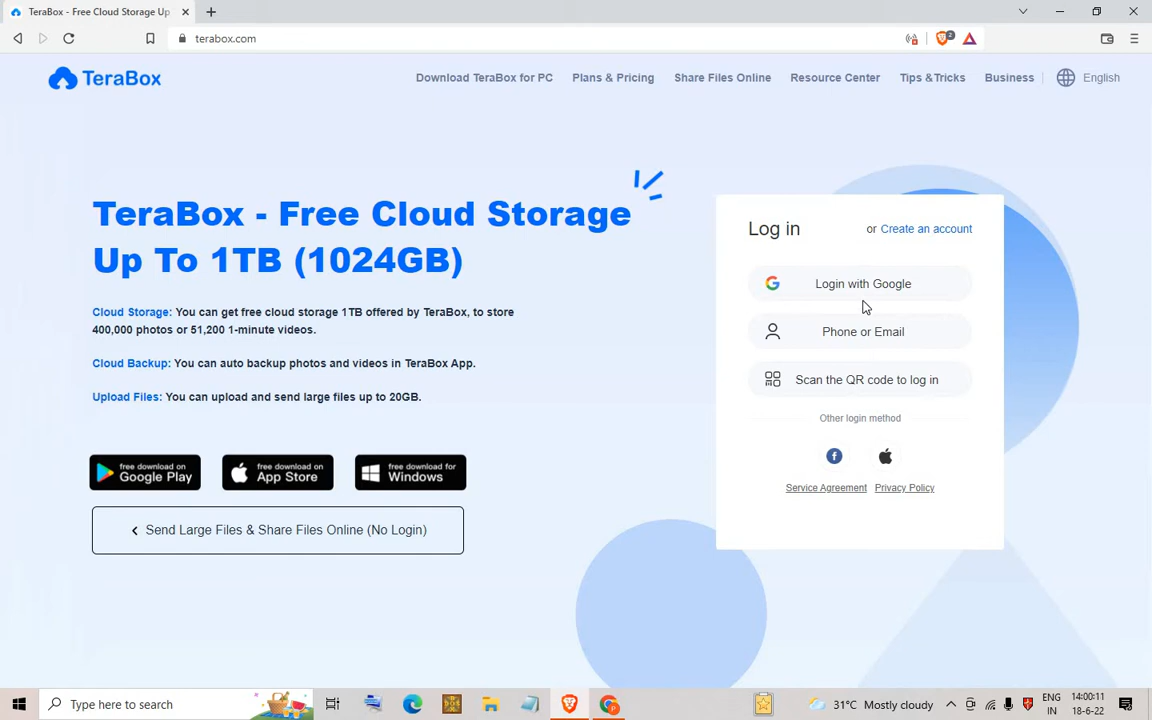 TeraBox - Free Cloud Storage Up
terabox.com
2
TeraBox
Download TeraBox for PC
Plans & Pricing
Share Files Online
Resource Center
Tips &Tricks
Business
English
TeraBox - Free Cloud Storage
Up To 1TB (1024GB)
Cloud Storage: You can get free cloud storage 1TB offered by TeraBox, to store
400,000 photos or 51,200 1-minute videos.
Cloud Backup: You can auto backup photos and videos in TeraBox App.
Upload Files: You can upload and send large files up to 20GB.
free download on
Google Play
free download on
App Store
free download for
Windows
Send Large Files & Share Files Online (No Login)
Log in
or Create an account
Login with Google
Phone or Email
Scan the QR code to log in
Other login method
Service Agreement
Privacy Policy
Type here to search
31°C Mostly cloudy
ENG
IN
14:00:11
18-6-22